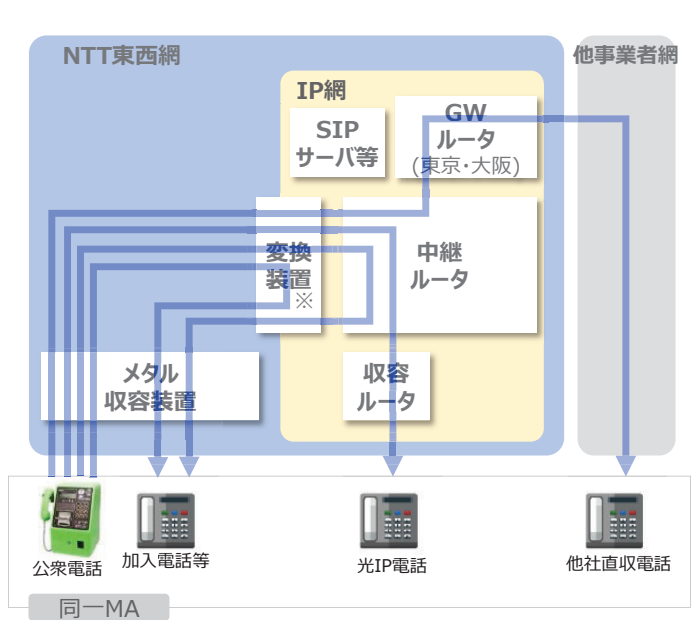 NTT東西網
他事業者網
IP網
SIP
サーバ等
GW
ルータ
(東京・大阪)
変換
装置
※
中継
ルータ
メタル
収容装置
収容
ルータ
公衆電話
加入電話等
光IP電話
他社直収電話
同一MA